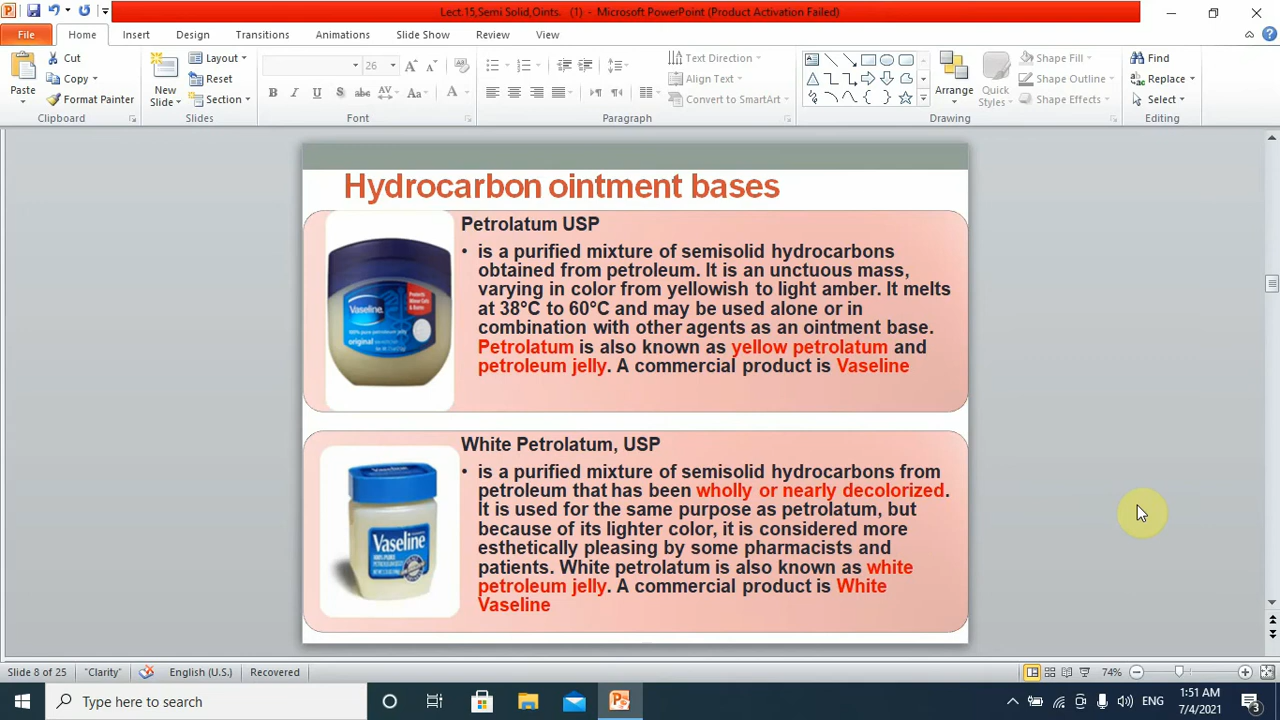 Lect.15,Semi Solid,Oints. (1) - Microsoft PowerPoint (Product Activation Failed)
File Home Insert Design Transitions Animations Slide Show Review View
Cut
Copy
Format Painter
Paste
Clipboard
New
Slide
Layout
Reset
Section
Slides
26
B I U S abc AV Aa A
Font
Text Direction
Align Text
Convert to SmartArt
Paragraph
Arrange
Quick
Styles
Shape Fill
Shape Outline
Shape Effects
Drawing
Find
Replace
Select
Editing
Hydrocarbon ointment bases
Petrolatum USP
• is a purified mixture of semisolid hydrocarbons
obtained from petroleum. It is an unctuous mass,
varying in color from yellowish to light amber. It melts
at 38°C to 60°C and may be used alone or in
combination with other agents as an ointment base.
Petrolatum is also known as yellow petrolatum and
petroleum jelly. A commercial product is Vaseline
Vaseline
original
White Petrolatum, USP
• is a purified mixture of semisolid hydrocarbons from
petroleum that has been wholly or nearly decolorized.
It is used for the same purpose as petrolatum, but
because of its lighter color, it is considered more
esthetically pleasing by some pharmacists and
patients. White petrolatum is also known as white
petroleum jelly. A commercial product is White
Vaseline
Vaseline
Slide 8 of 25 "Clarity" English (U.S.) Recovered 74%
Type here to search
ENG
1:51 AM
7/4/2021
3